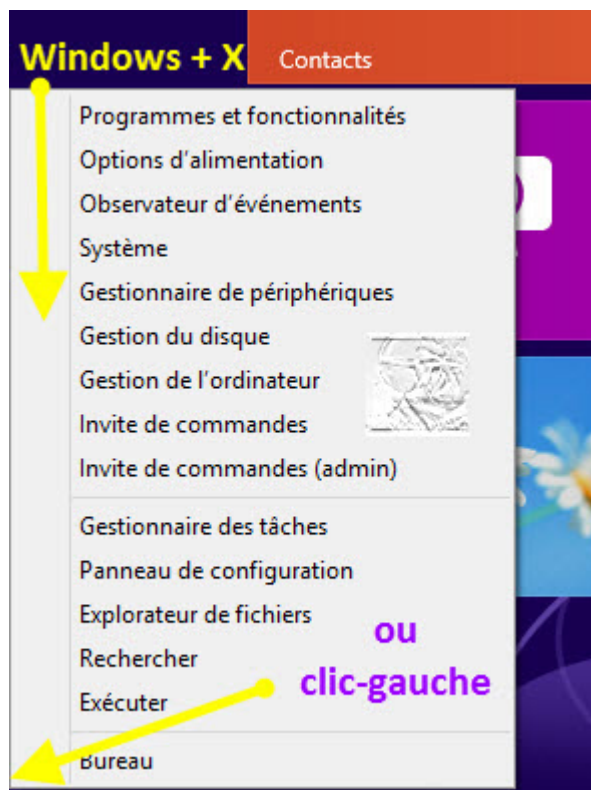 Windows + X
Contacts
Programmes et fonctionnalités
Options d'alimentation
Observateur d'événements
Système
Gestionnaire de périphériques
Gestion du disque
Gestion de l'ordinateur
Invite de commandes
Invite de commandes (admin)
Gestionnaire des tâches
Panneau de configuration
Explorateur de fichiers
Rechercher
Exécuter
ou
clic-gauche
Bureau